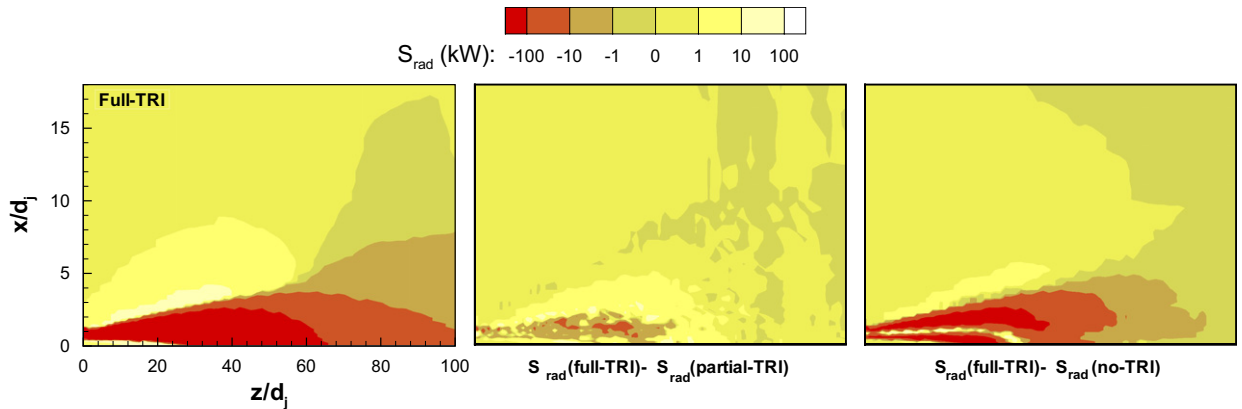 S_rad (kW): -100 -10 -1 0 1 10 100
Full-TRI
15
10
5
0
x/d_j
0 20 40 60 80 100
z/d_j
S_rad(full-TRI)- S_rad(partial-TRI)
S_rad(full-TRI)- S_rad(no-TRI)